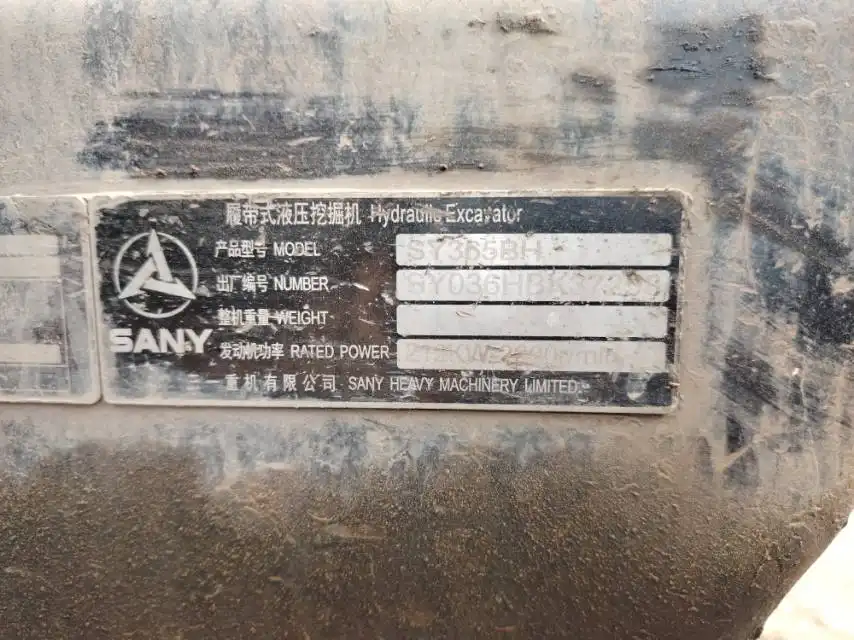 履带式液压挖掘机 Hydraulic Excavator
产品型号 MODEL SY365BH
出厂编号 NUMBER
整机重量 WEIGHT
SANY
发动机功率 RATED POWER
三一重机有限公司 SANY HEAVY MACHINERY LIMITED